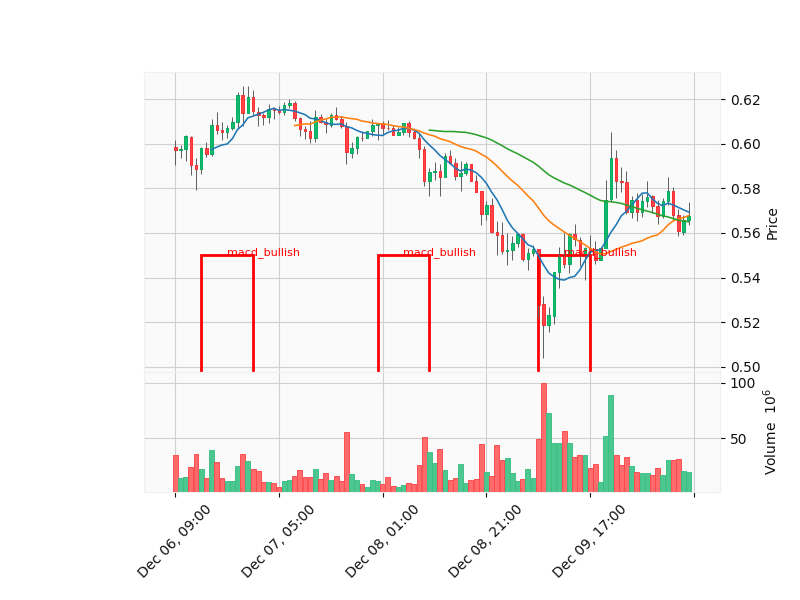 0.62
0.60
0.58
0.56
0.54
0.52
0.50
Price
macd_bullish
macd_bullish
macd_bullish
100
50
Volume 10^6
Dec 06, 09:00
Dec 07, 05:00
Dec 08, 01:00
Dec 08, 21:00
Dec 09, 17:00